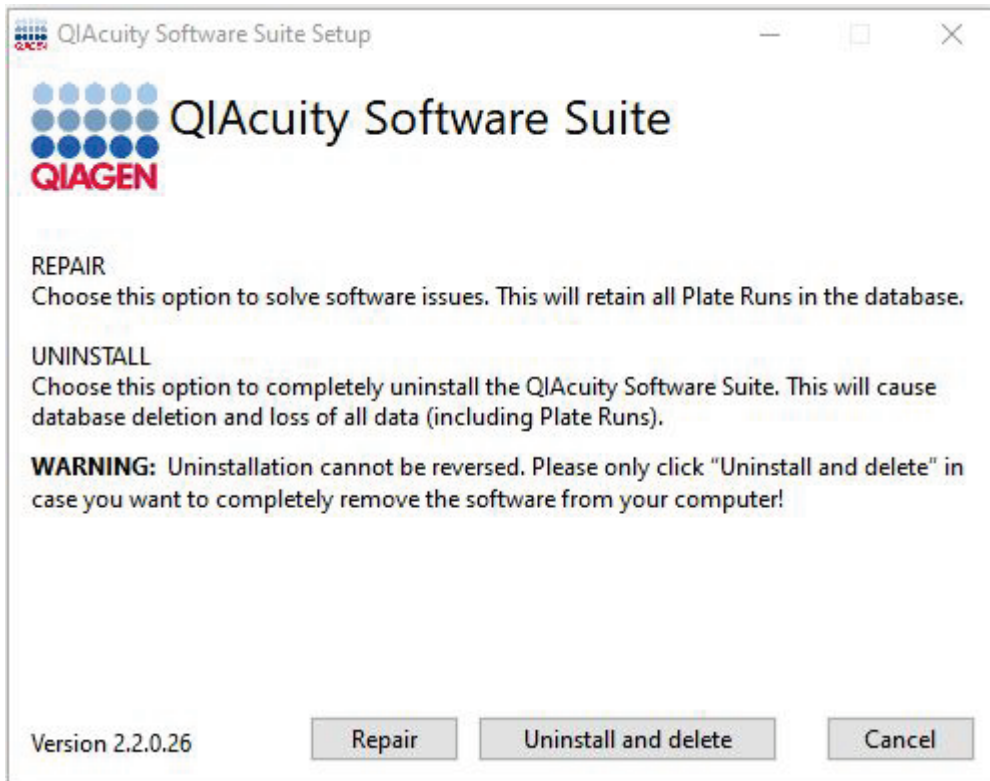 QIAcuity Software Suite Setup
QIAcuity Software Suite
QIAGEN
REPAIR
Choose this option to solve software issues. This will retain all Plate Runs in the database.
UNINSTALL
Choose this option to completely uninstall the QIAcuity Software Suite. This will cause
database deletion and loss of all data (including Plate Runs).
WARNING: Uninstallation cannot be reversed. Please only click “Uninstall and delete” in
case you want to completely remove the software from your computer!
Version 2.2.0.26
Repair
Uninstall and delete
Cancel